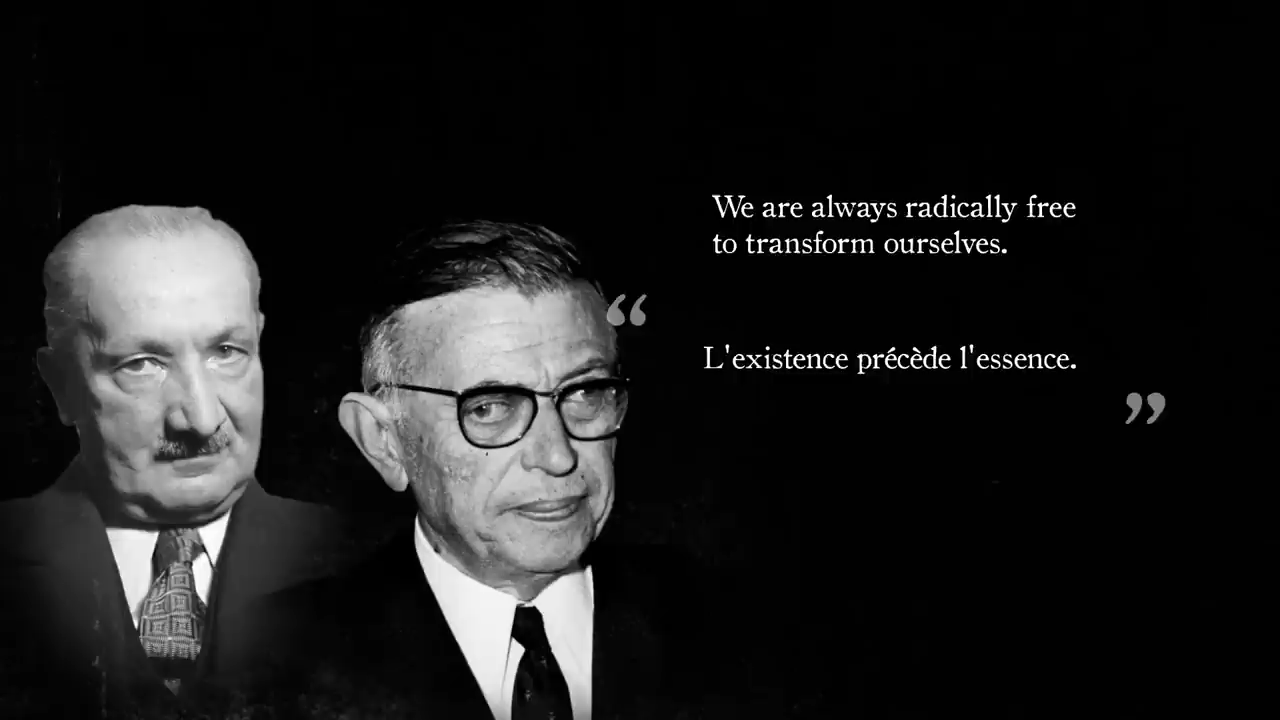 We are always radically free
to transform ourselves.
“
L'existence précède l'essence.
”